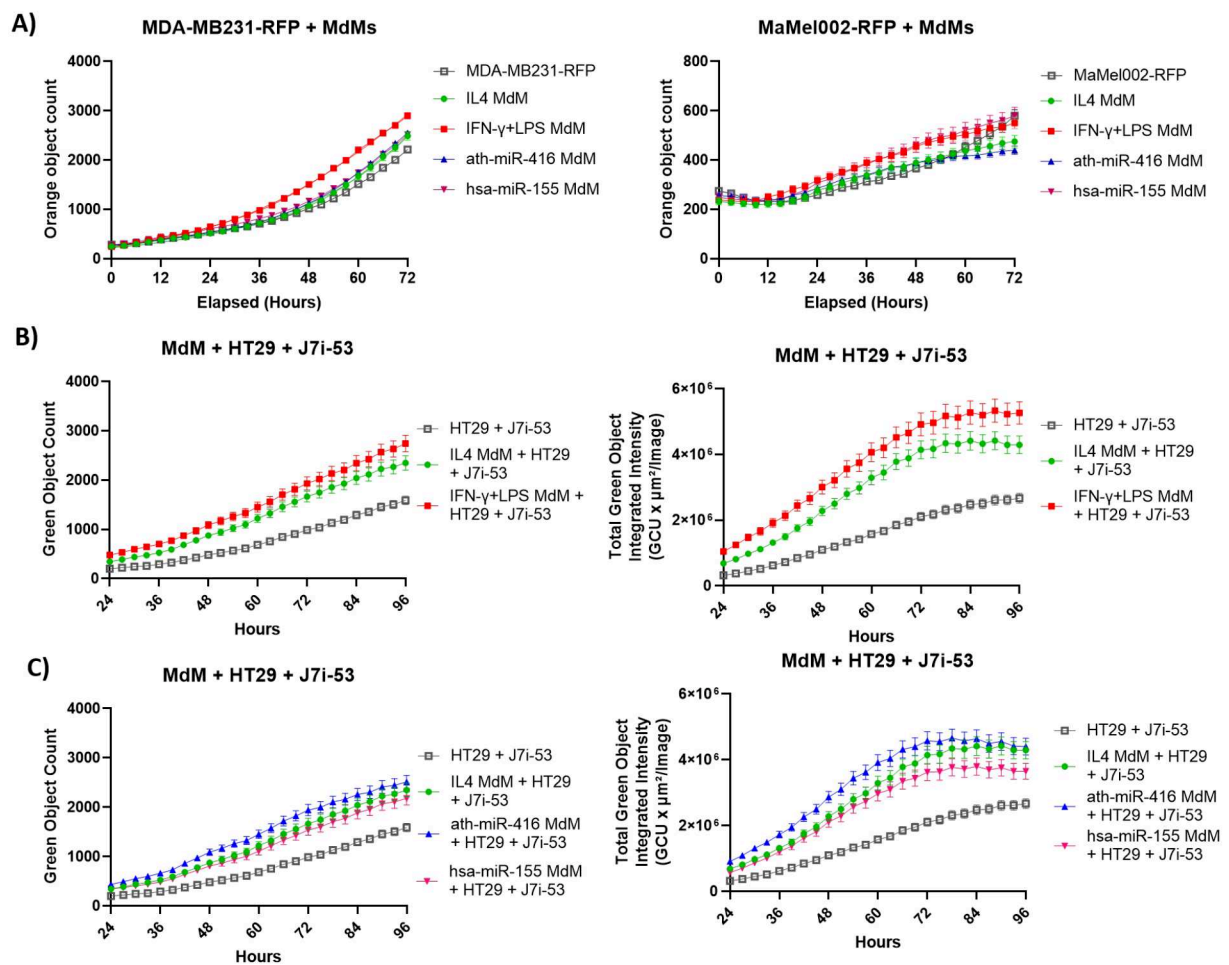 A)
MDA-MB231-RFP + MdMs
Orange object count
4000
3000
2000
1000
0
0 12 24 36 48 60 72
Elapsed (Hours)
MDA-MB231-RFP
IL4 MdM
IFN-γ+LPS MdM
ath-miR-416 MdM
hsa-miR-155 MdM
MaMel002-RFP + MdMs
Orange object count
800
600
400
200
0
0 12 24 36 48 60 72
Elapsed (Hours)
MaMel002-RFP
IL4 MdM
IFN-γ+LPS MdM
ath-miR-416 MdM
hsa-miR-155 MdM
B)
MdM + HT29 + J7i-53
Green Object Count
4000
3000
2000
1000
0
24 36 48 60 72 84 96
Hours
HT29 + J7i-53
IL4 MdM + HT29
+ J7i-53
IFN-γ+LPS MdM +
HT29 + J7i-53
MdM + HT29 + J7i-53
Total Green Object
Integrated Intensity
(GCU x µm²/Image)
6×10⁶
4×10⁶
2×10⁶
0
24 36 48 60 72 84 96
Hours
HT29 + J7i-53
IL4 MdM + HT29
+ J7i-53
IFN-γ+LPS MdM
+ HT29 + J7i-53
C)
MdM + HT29 + J7i-53
Green Object Count
4000
3000
2000
1000
0
24 36 48 60 72 84 96
Hours
HT29 + J7i-53
IL4 MdM + HT29
+ J7i-53
ath-miR-416 MdM
+ HT29 + J7i-53
hsa-miR-155 MdM
+ HT29 + J7i-53
MdM + HT29 + J7i-53
Total Green Object
Integrated Intensity
(GCU x µm²/Image)
6×10⁶
4×10⁶
2×10⁶
0
24 36 48 60 72 84 96
Hours
HT29 + J7i-53
IL4 MdM + HT29
+ J7i-53
ath-miR-416 MdM
+ HT29 + J7i-53
hsa-miR-155 MdM
+ HT29 + J7i-53